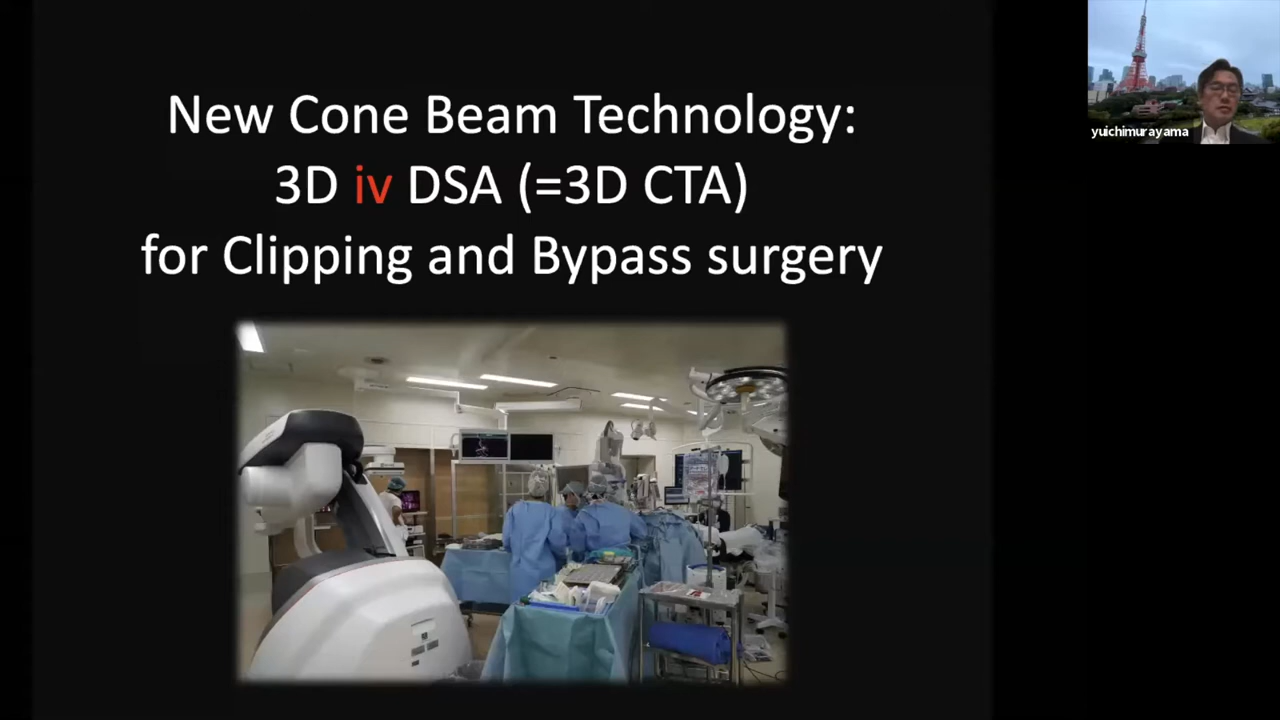 New Cone Beam Technology:
3D iv DSA (=3D CTA)
for Clipping and Bypass surgery
yuichimurayama